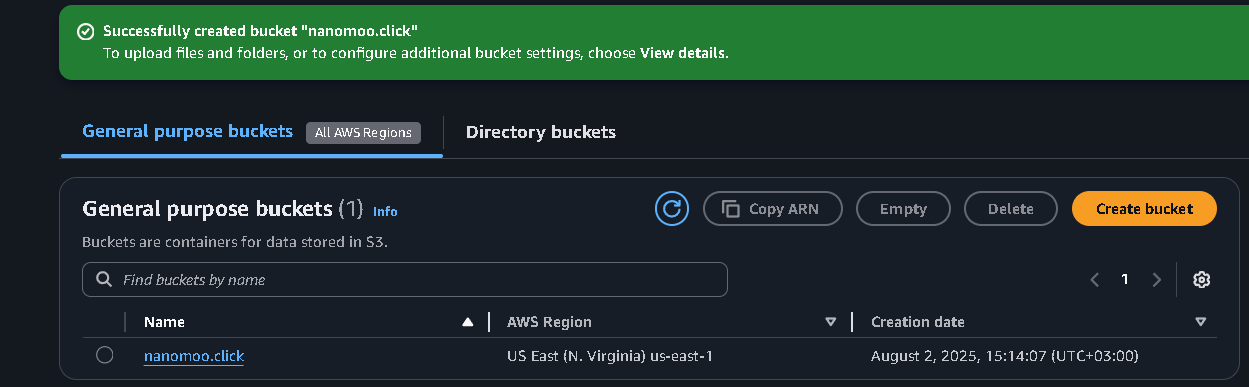 Successfully created bucket "nanomoo.click"
To upload files and folders, or to configure additional bucket settings, choose View details.
General purpose buckets All AWS Regions Directory buckets
General purpose buckets (1) Info Copy ARN Empty Delete Create bucket
Buckets are containers for data stored in S3.
Find buckets by name 1
Name AWS Region Creation date
nanomoo.click US East (N. Virginia) us-east-1 August 2, 2025, 15:14:07 (UTC+03:00)